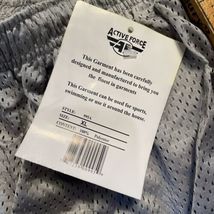 ACTIVE FORCE
This Garment has been carefully
designed and manufactured to bring you
the finest in garments
This Garment can be used for sports,
swimming or use it around the home.
STYLE:
SIZE: XL
CONTENT: 100% Polyester